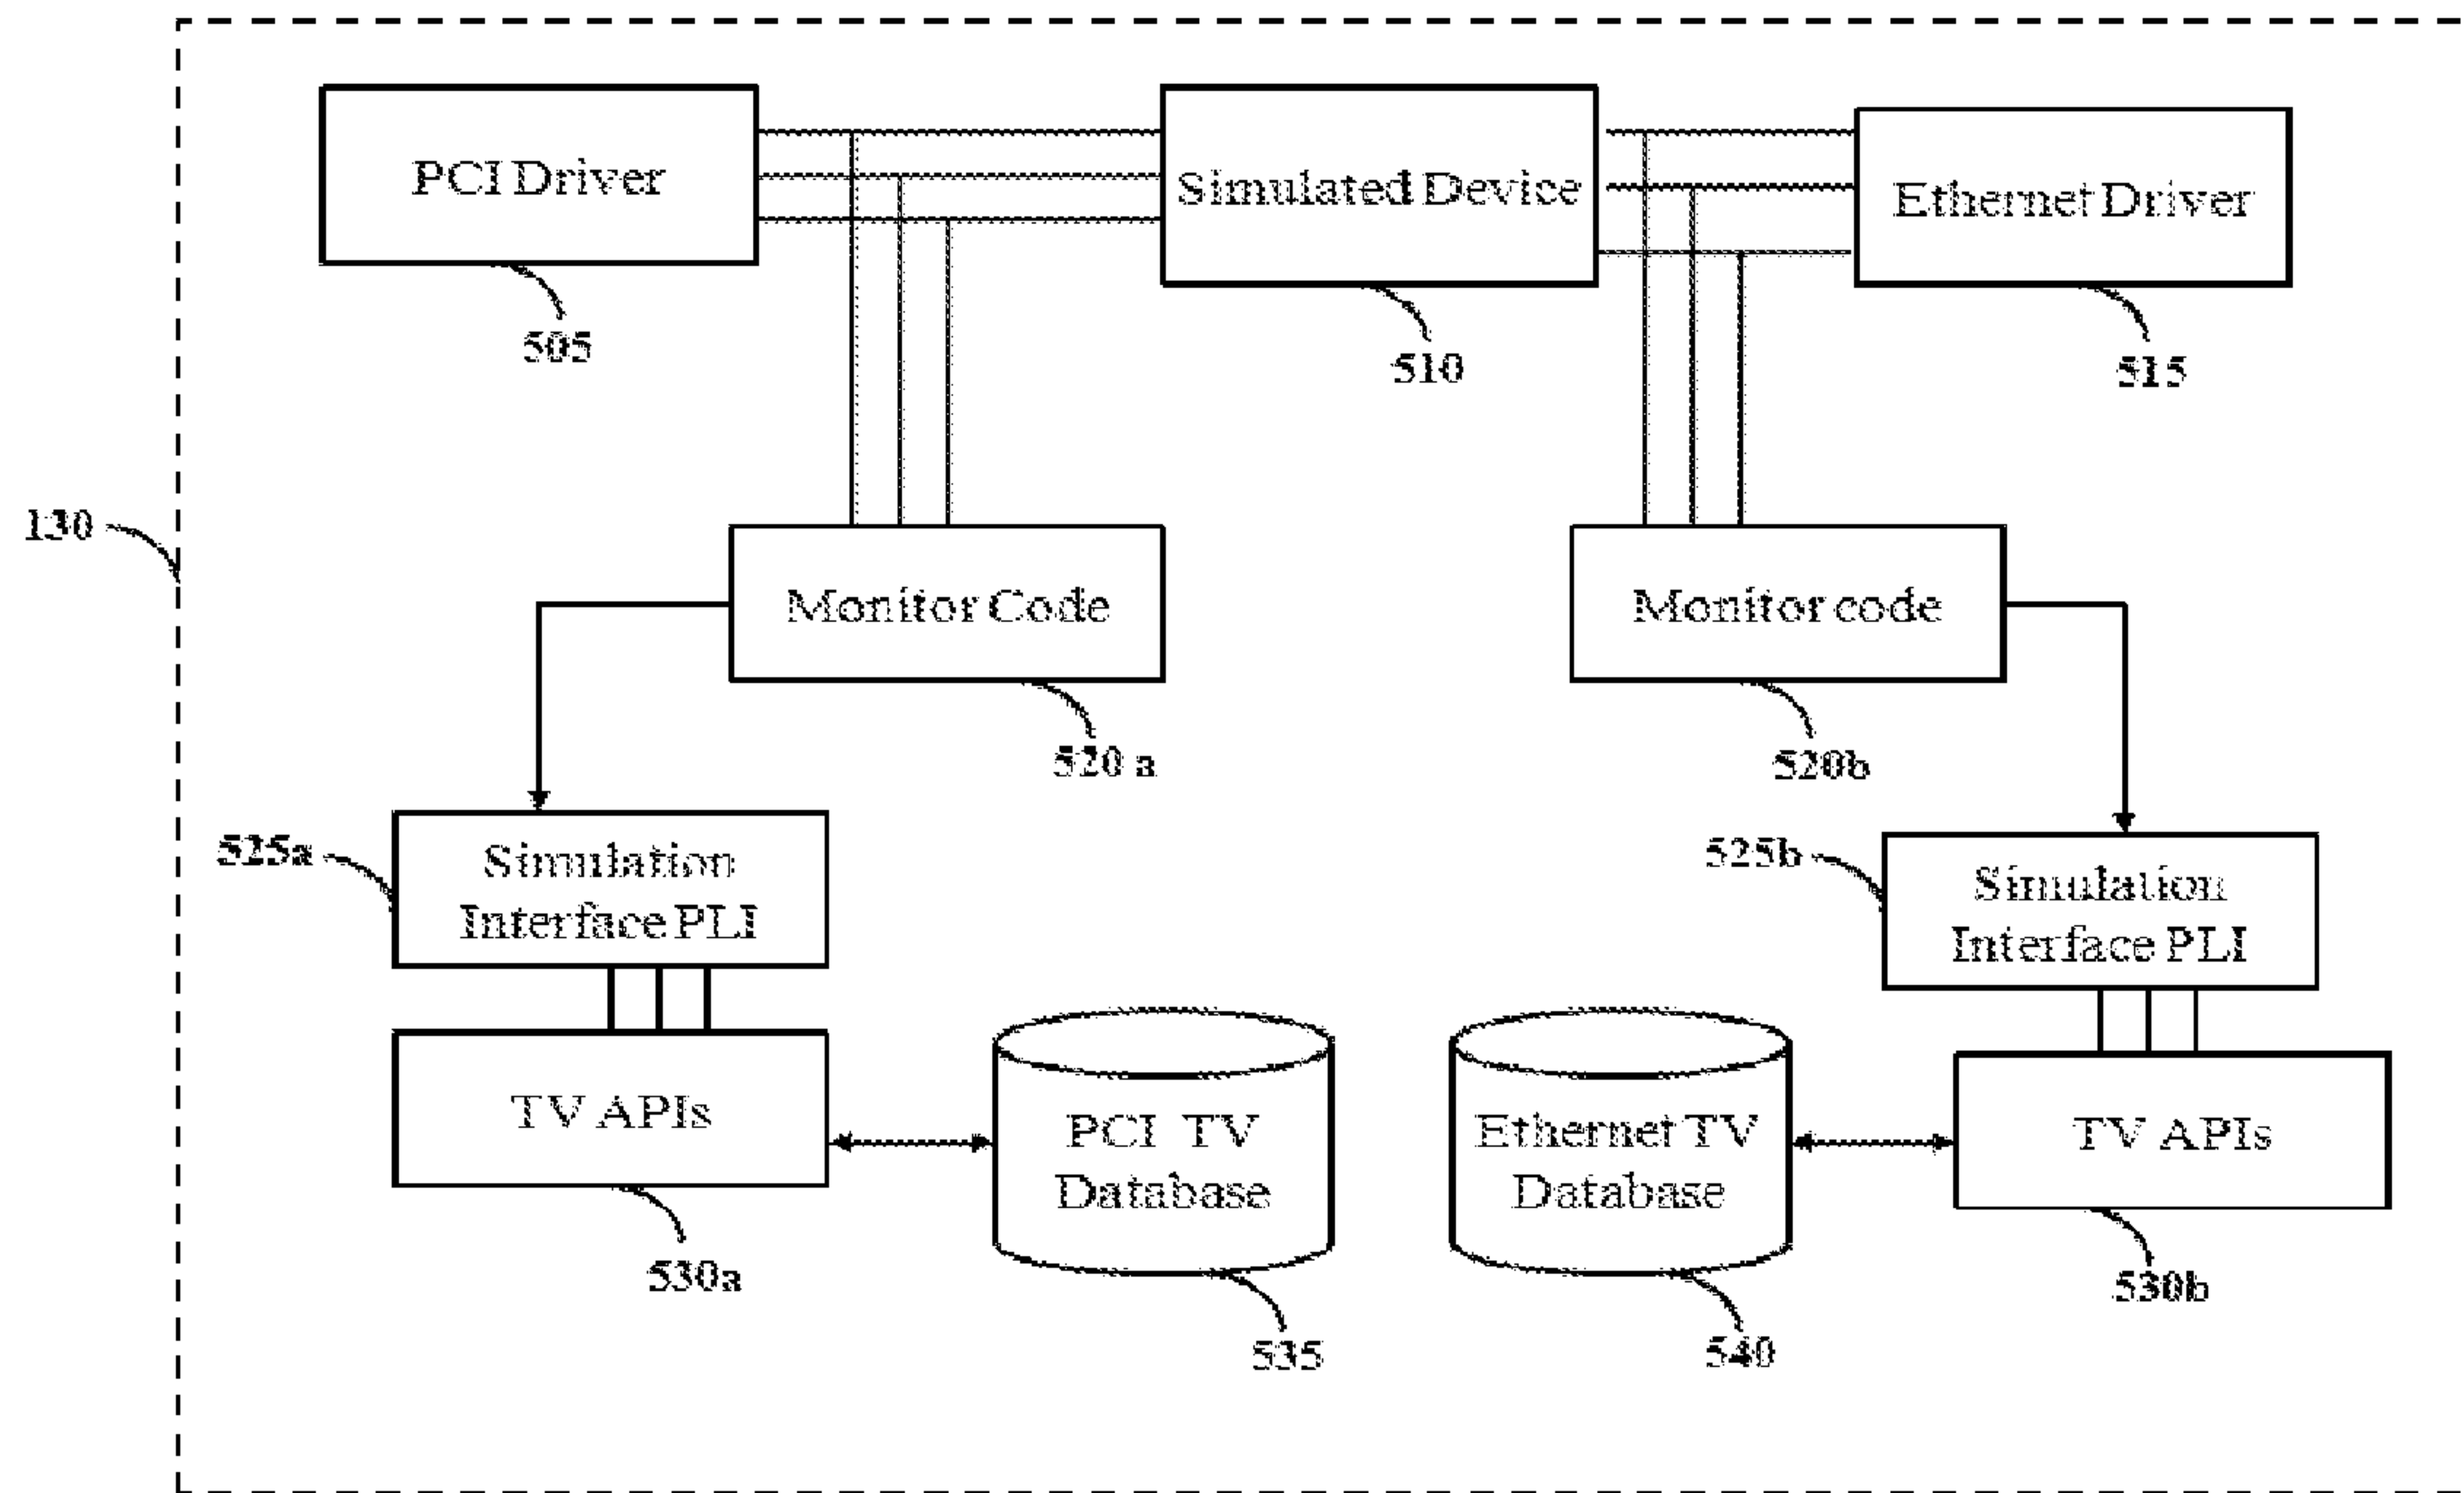 PCI Driver
Simulated Device
Ethernet Driver
505
510
515
130
Monitor Code
Monitor code
520 a
520b
525a
Simulation
Interface PLI
525b
Simulation
Interface PLI
TV APIs
PCI TV
Database
Ethernet TV
Database
TV APIs
530a
530b
535
540